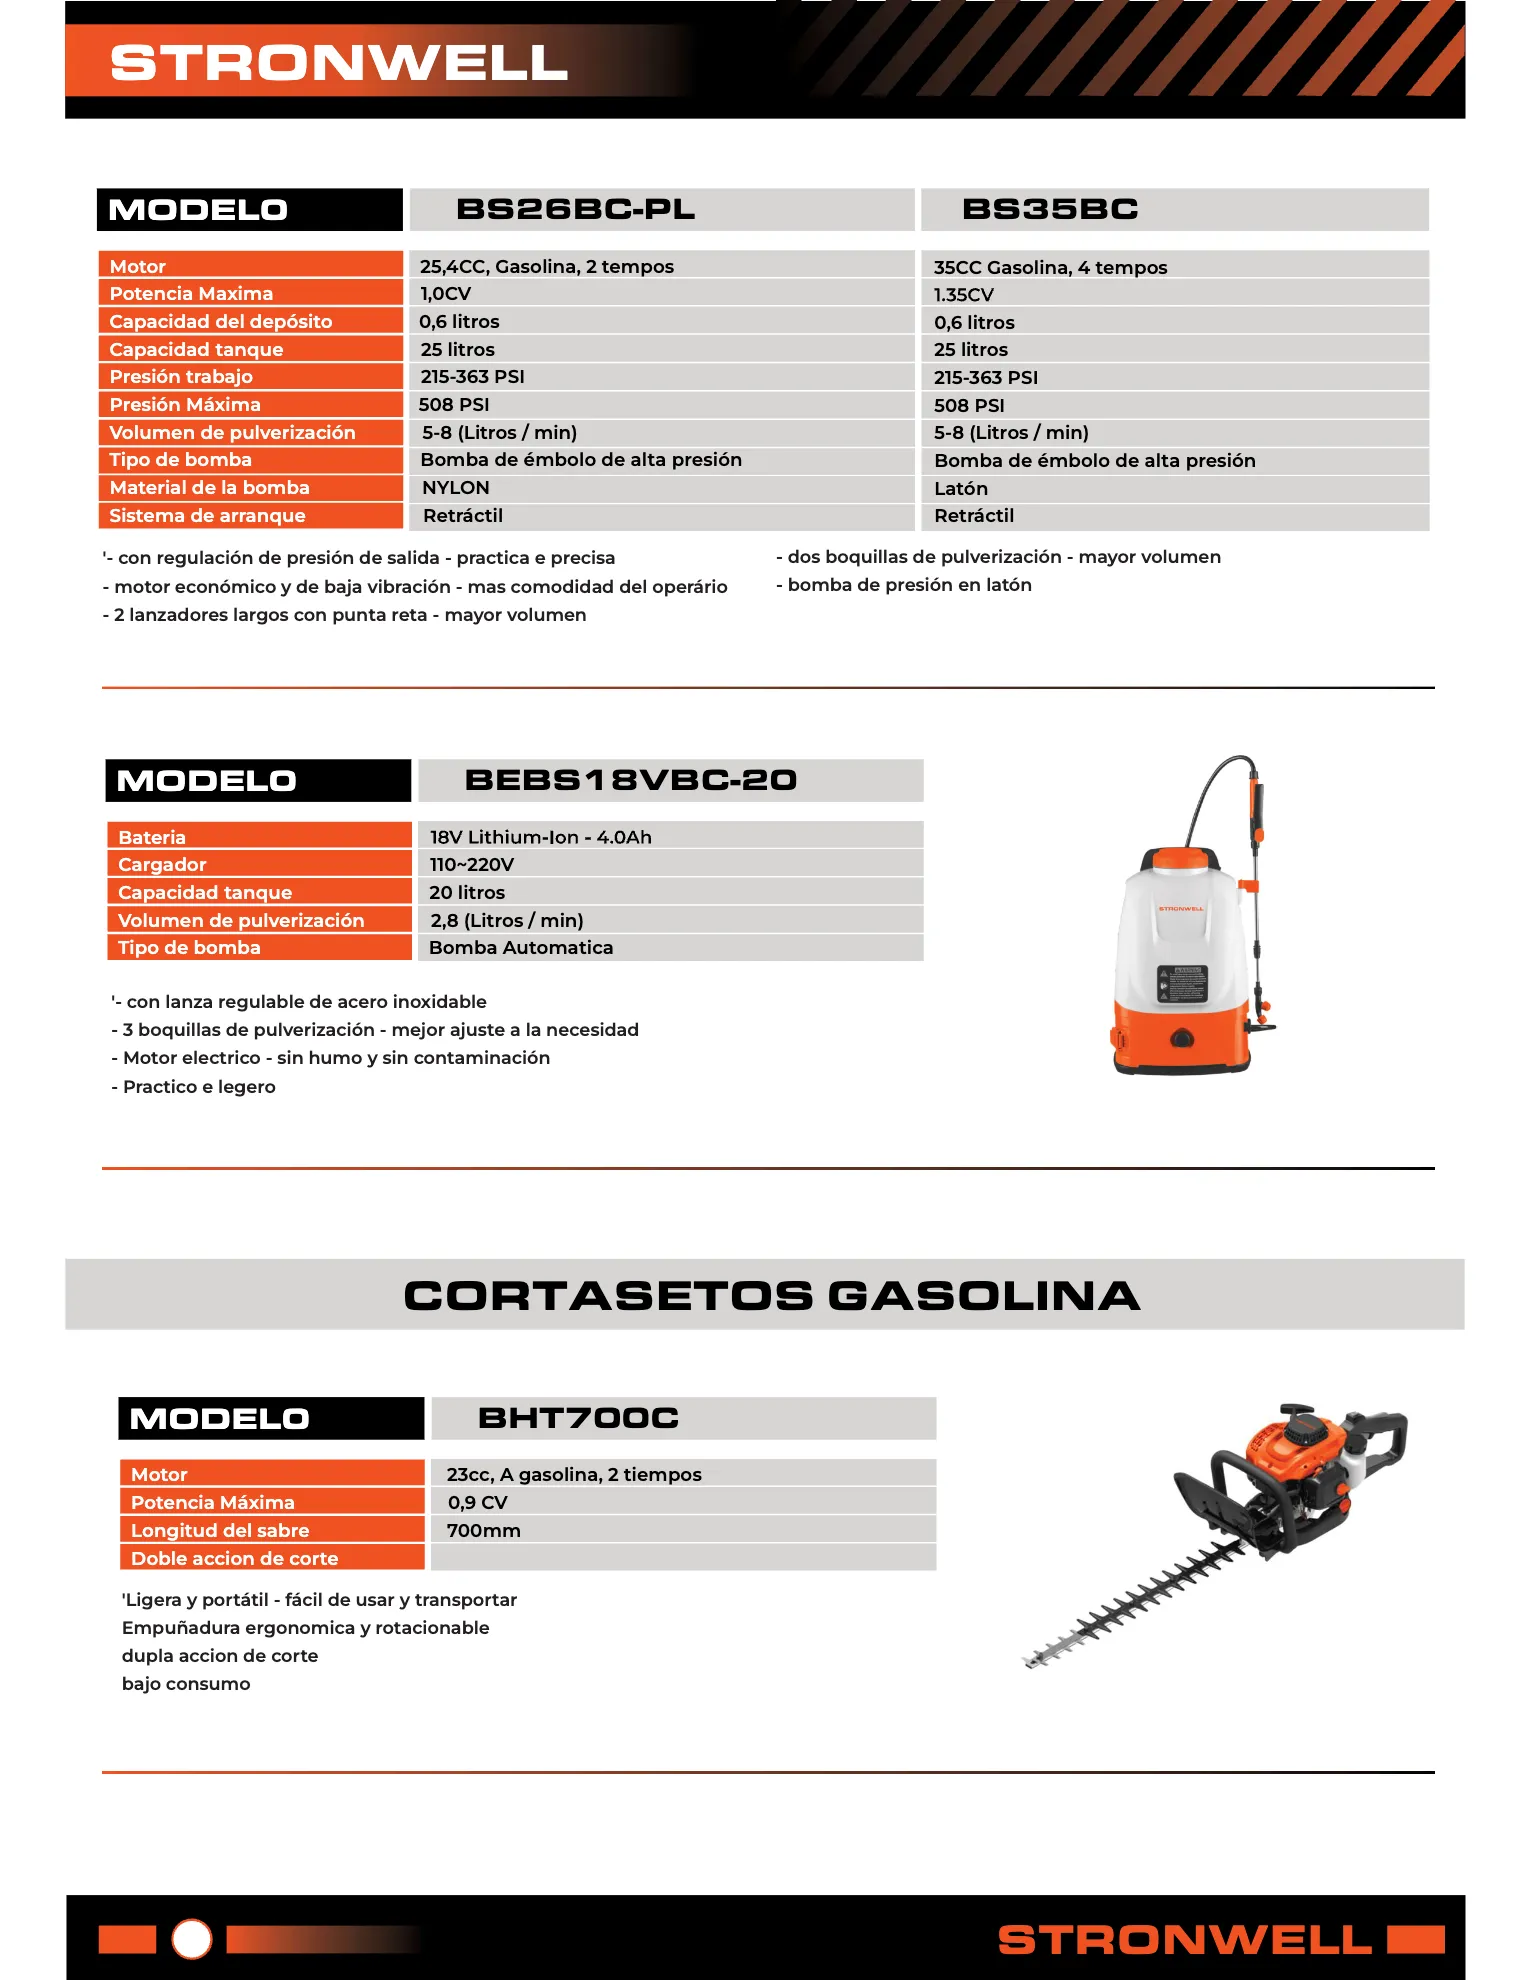 STRONWELL
MODELO BS26BC-PL BS35BC
Motor 25,4CC, Gasolina, 2 tempos 35CC Gasolina, 4 tempos
Potencia Maxima 1,0CV 1.35CV
Capacidad del depósito 0,6 litros 0,6 litros
Capacidad tanque 25 litros 25 litros
Presión trabajo 215-363 PSI 215-363 PSI
Presión Máxima 508 PSI 508 PSI
Volumen de pulverización 5-8 (Litros / min) 5-8 (Litros / min)
Tipo de bomba Bomba de émbolo de alta presión Bomba de émbolo de alta presión
Material de la bomba NYLON Latón
Sistema de arranque Retráctil Retráctil
'- con regulación de presión de salida - practica e precisa
- motor económico y de baja vibración - mas comodidad del operário
- 2 lanzadores largos con punta reta - mayor volumen
- dos boquillas de pulverización - mayor volumen
- bomba de presión en latón
MODELO BEBS18VBC-20
Bateria 18V Lithium-Ion - 4.0Ah
Cargador 110~220V
Capacidad tanque 20 litros
Volumen de pulverización 2,8 (Litros / min)
Tipo de bomba Bomba Automatica
'- con lanza regulable de acero inoxidable
- 3 boquillas de pulverización - mejor ajuste a la necesidad
- Motor electrico - sin humo y sin contaminación
- Practico e legero
STRONWELL
CORTASETOS GASOLINA
MODELO BHT700C
Motor 23cc, A gasolina, 2 tiempos
Potencia Máxima 0,9 CV
Longitud del sabre 700mm
Doble accion de corte
'Ligera y portátil - fácil de usar y transportar
Empuñadura ergonomica y rotacionable
dupla accion de corte
bajo consumo
STRONWELL